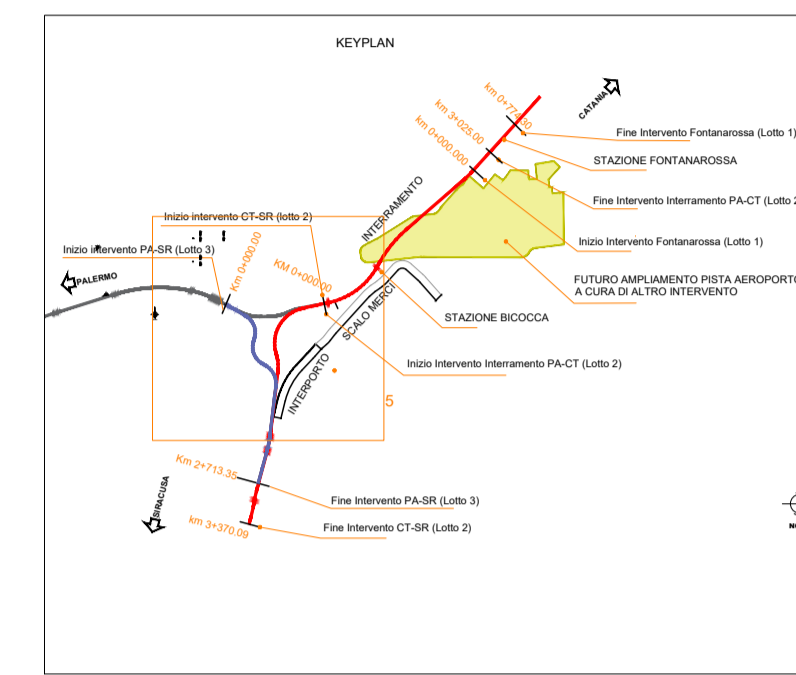 KEYPLAN
km 0+774.30
CATANIA
km 3+025.00
Fine Intervento Fontanarossa (Lotto 1)
km 0+000.000
STAZIONE FONTANAROSSA
INTERRAMENTO
Fine Intervento Interramento PA-CT (Lotto 2
Inizio intervento CT-SR (lotto 2)
Inizio Intervento Fontanarossa (Lotto 1)
Inizio intervento PA-SR (Lotto 3)
Km 0+000.00
KM 0+000.00
PALERMO
FUTURO AMPLIAMENTO PISTA AEROPORTO
A CURA DI ALTRO INTERVENTO
SCALO MERCI
STAZIONE BICOCCA
Inizio Intervento Interramento PA-CT (Lotto 2)
INTERPORTO
5
Km 2+713.35
SIRACUSA
Fine Intervento PA-SR (Lotto 3)
km 3+370.09
Fine Intervento CT-SR (Lotto 2)